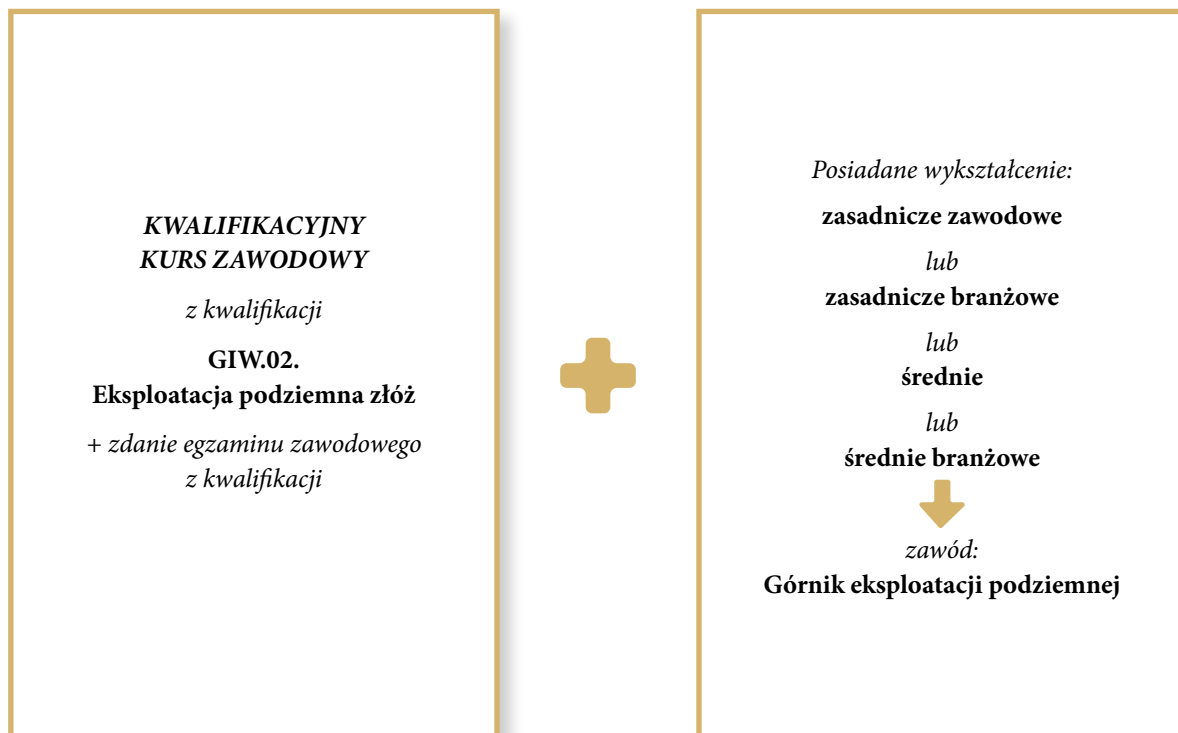 KWALIFIKACYJNY
KURS ZAWODOWY
z kwalifikacji
GIW.02.
Eksploatacja podziemna złóż
+ zdanie egzaminu zawodowego
z kwalifikacji
Posiadane wykształcenie:
zasadnicze zawodowe
lub
zasadnicze branżowe
lub
średnie
lub
średnie branżowe
zawód:
Górnik eksploatacji podziemnej